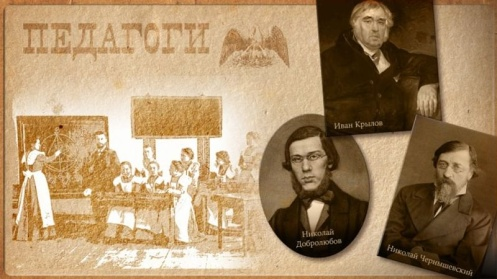 ПЕДАГОГИ
Иван Крылов
Николай
Добролюбов
Николай Чернышевский